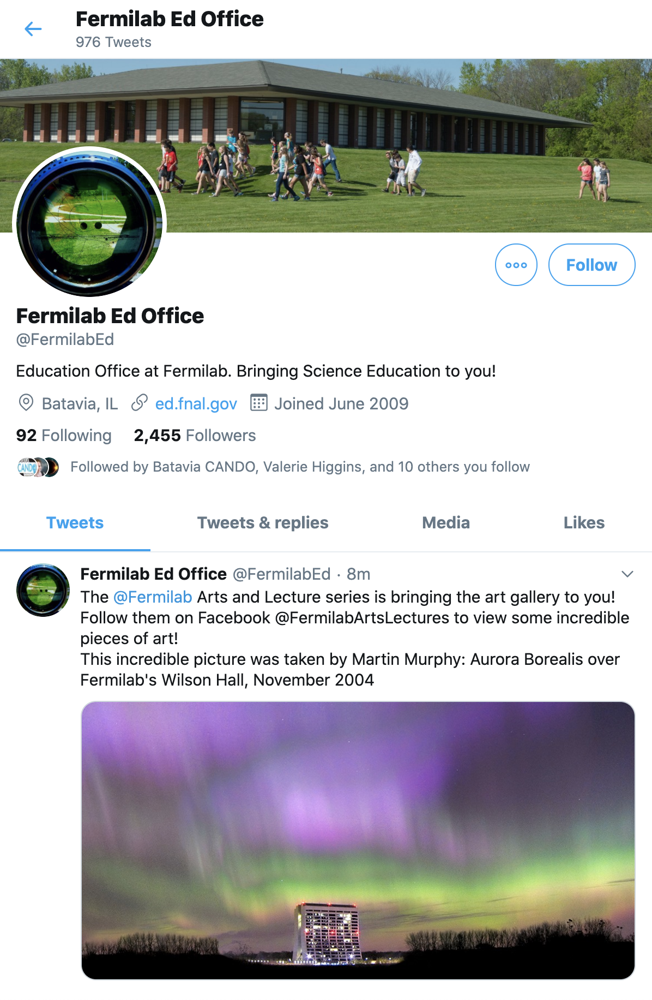 Fermilab Ed Office
976 Tweets
Follow
Fermilab Ed Office
@FermilabEd
Education Office at Fermilab. Bringing Science Education to you!
Batavia, IL ed.fnal.gov Joined June 2009
92 Following 2,455 Followers
CANDO
Followed by Batavia CANDO, Valerie Higgins, and 10 others you follow
Tweets Tweets & replies Media Likes
Fermilab Ed Office @FermilabEd · 8m
The @Fermilab Arts and Lecture series is bringing the art gallery to you!
Follow them on Facebook @FermilabArtsLectures to view some incredible
pieces of art!
This incredible picture was taken by Martin Murphy: Aurora Borealis over
Fermilab's Wilson Hall, November 2004